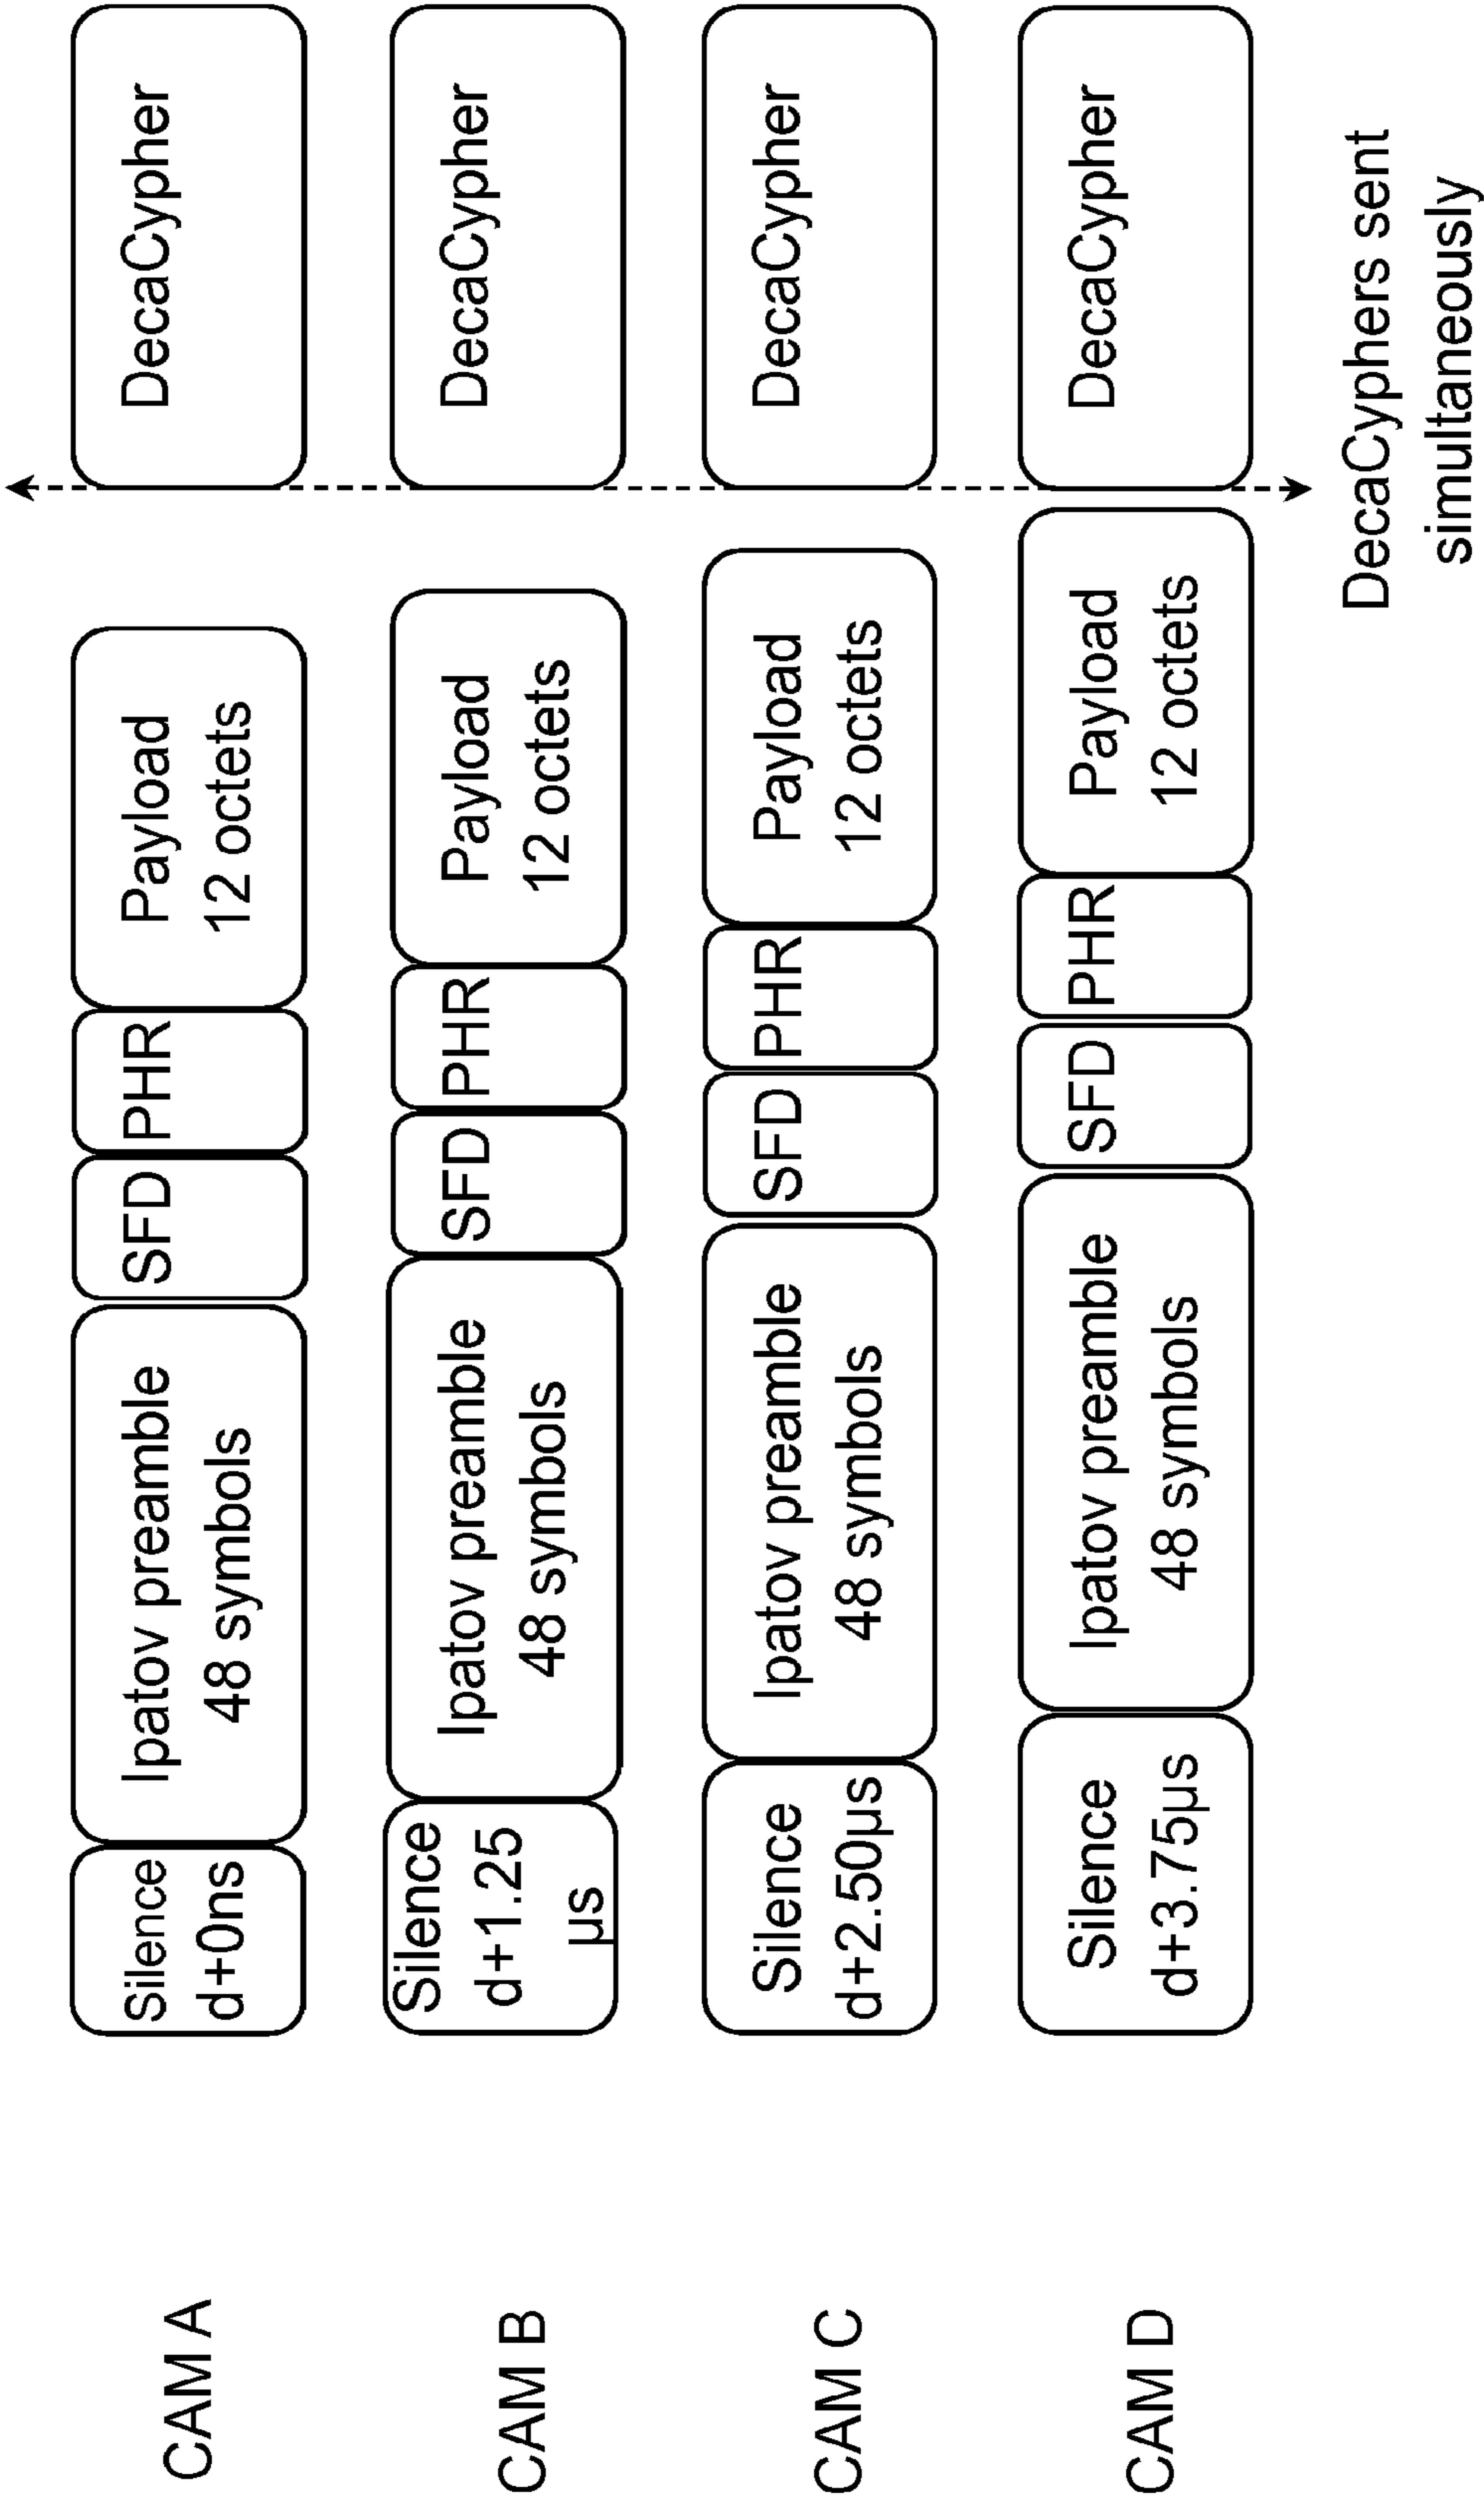 CAM A
Silence
d+0ns
Ipatov preamble
48 symbols
SFD
PHR
Payload
12 octets
DecaCypher
CAM B
Silence
d+1.25
µs
Ipatov preamble
48 symbols
SFD
PHR
Payload
12 octets
DecaCypher
CAM C
Silence
d+2.50µs
Ipatov preamble
48 symbols
SFD
PHR
Payload
12 octets
DecaCypher
CAM D
Silence
d+3.75µs
Ipatov preamble
48 symbols
SFD
PHR
Payload
12 octets
DecaCypher
DecaCyphers sent
simultaneously